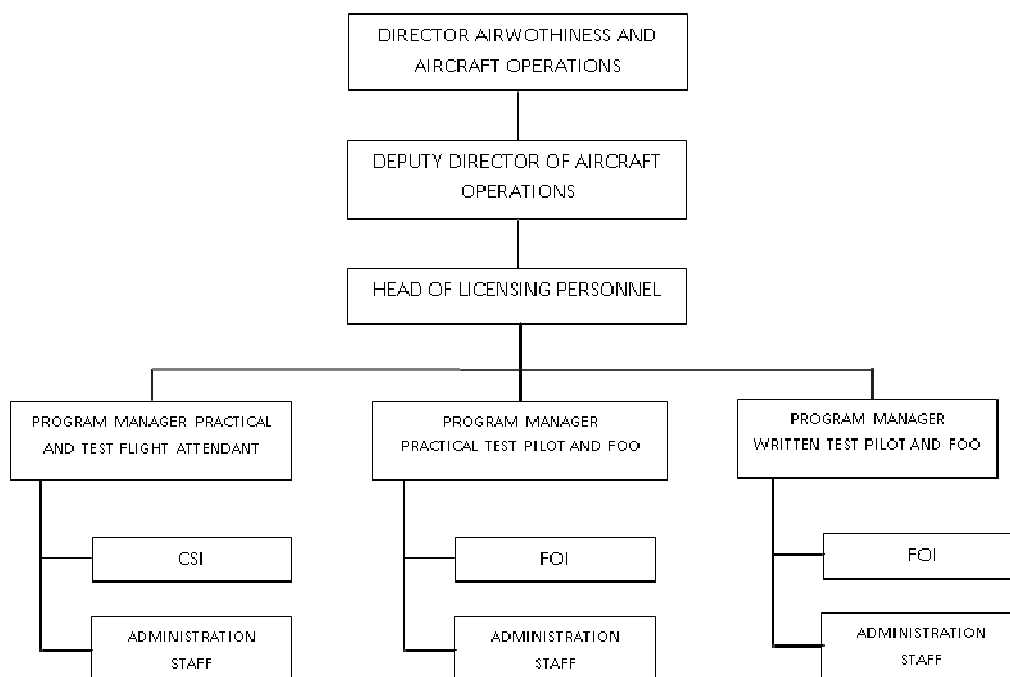 DIRECTOR AIRWOTHINESS AND
AIRCRAFT OPERATIONS
DEPUTY DIRECTOR OF AIRCRAFT
OPERATIONS
HEAD OF LICENSING PERSONNEL
PROGRAM MANAGER PRACTICAL
AND TEST FLIGHT ATTENDANT
PROGRAM MANAGER
PRACTICAL TEST PILOT AND FOO
PROGRAM MANAGER
WRITTEN TEST PILOT AND FOO
CSI
FOI
FOI
ADMINISTRATION
STAFF
ADMINISTRATION
STAFF
ADMINISTRATION
STAFF